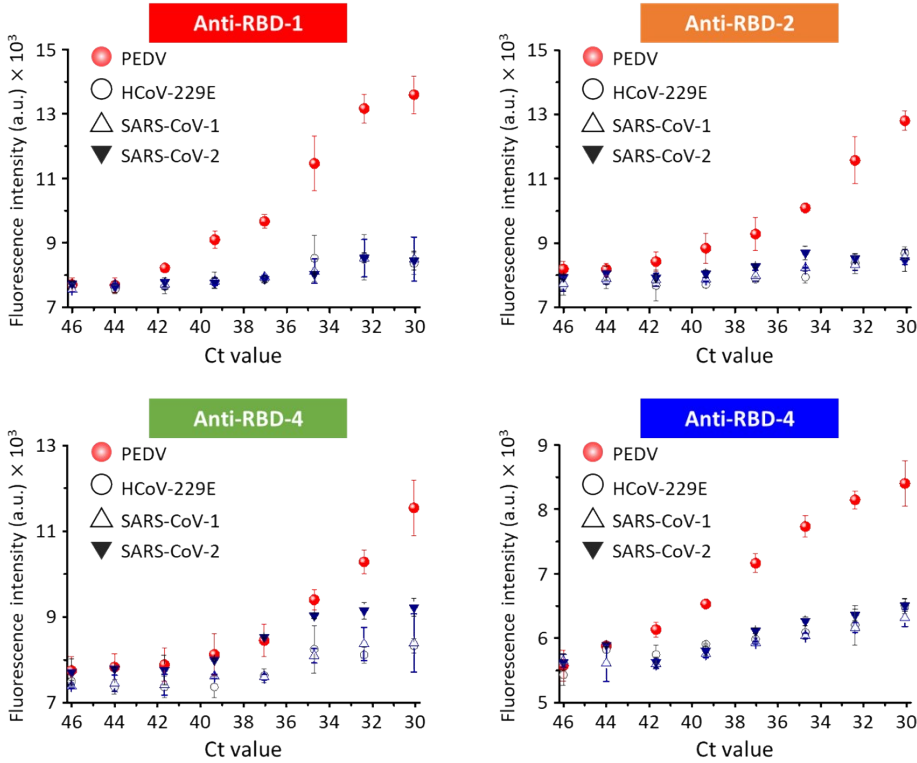 Anti-RBD-1
Fluorescence intensity (a.u.) × 10³
15
13
11
9
7
PEDV
HCoV-229E
SARS-CoV-1
SARS-CoV-2
46 44 42 40 38 36 34 32 30
Ct value
Anti-RBD-2
Fluorescence intensity (a.u.) × 10³
15
13
11
9
7
PEDV
HCoV-229E
SARS-CoV-1
SARS-CoV-2
46 44 42 40 38 36 34 32 30
Ct value
Anti-RBD-4
Fluorescence intensity (a.u.) × 10³
13
11
9
7
PEDV
HCoV-229E
SARS-CoV-1
SARS-CoV-2
46 44 42 40 38 36 34 32 30
Ct value
Anti-RBD-4
Fluorescence intensity (a.u.) × 10³
9
8
7
6
5
PEDV
HCoV-229E
SARS-CoV-1
SARS-CoV-2
46 44 42 40 38 36 34 32 30
Ct value